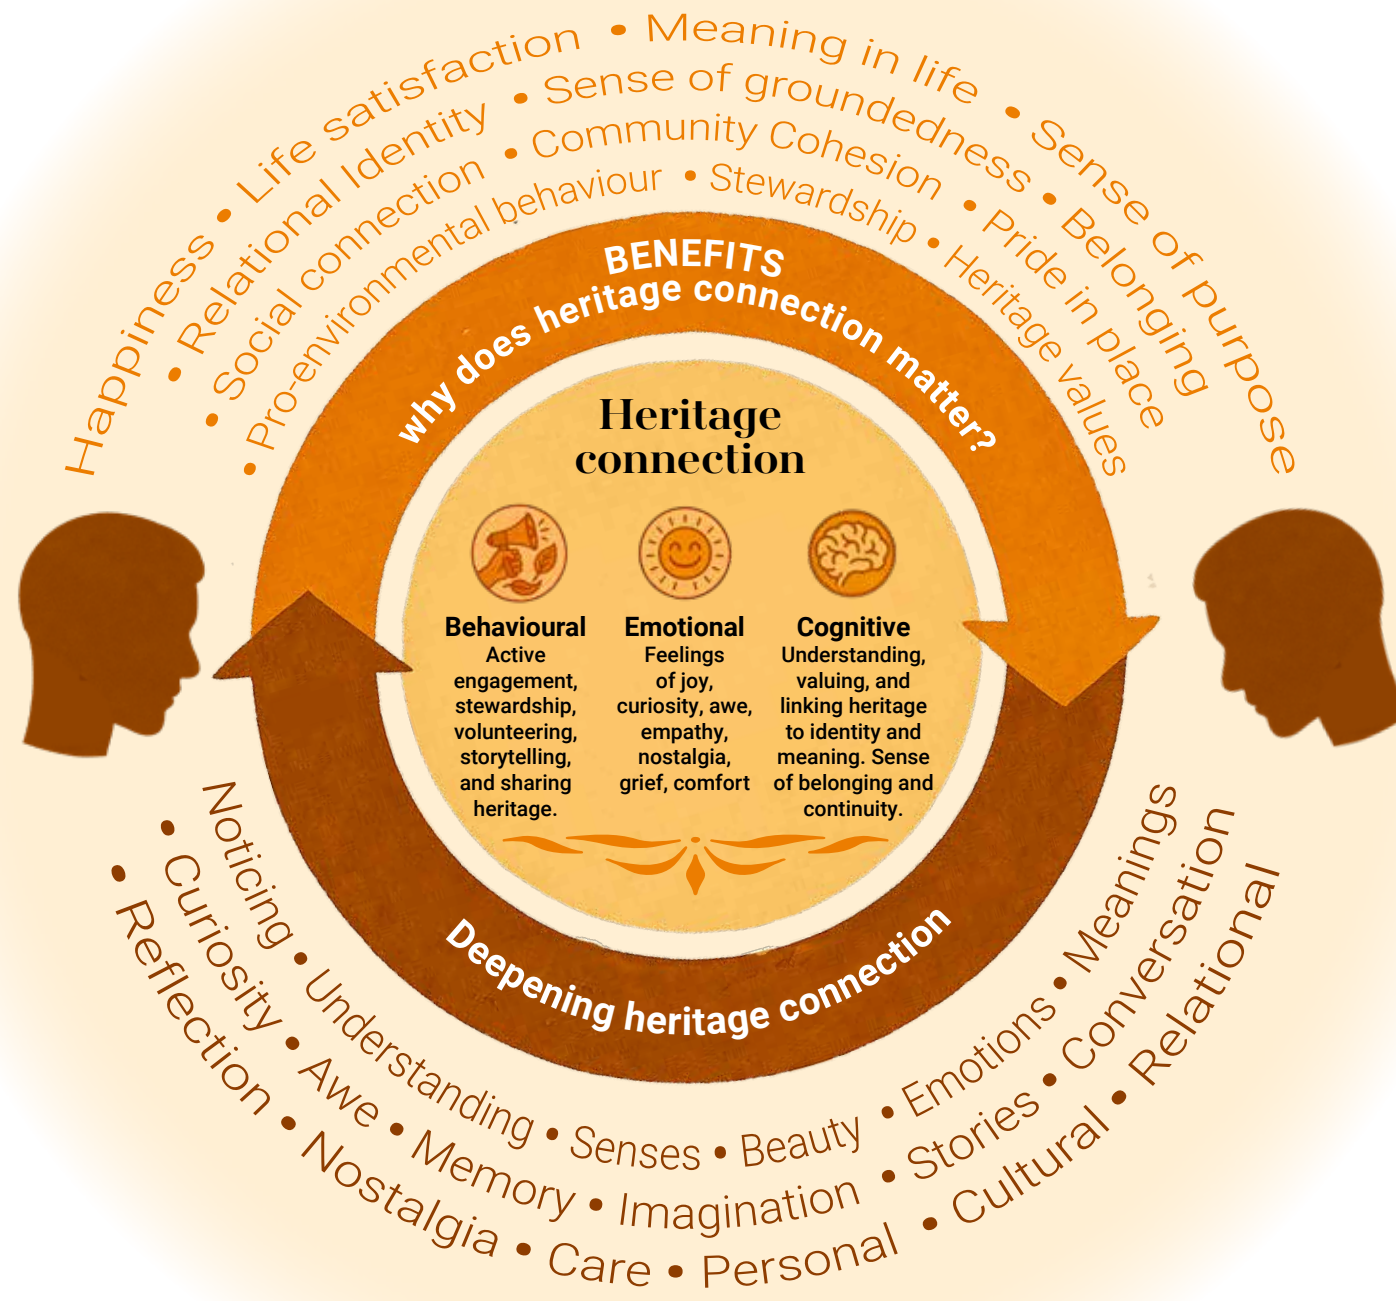 Happiness • Life satisfaction • Meaning in life • Sense of purpose
• Relational Identity • Sense of groundedness • Belonging
• Social connection • Community Cohesion • Pride in place
• Pro-environmental behaviour • Stewardship • Heritage values
BENEFITS
why does heritage connection matter?
Heritage
connection
Behavioural
Active
engagement,
stewardship,
volunteering,
storytelling,
and sharing
heritage.
Emotional
Feelings
of joy,
curiosity, awe,
empathy,
nostalgia,
grief, comfort
Cognitive
Understanding,
valuing, and
linking heritage
to identity and
meaning. Sense
of belonging and
continuity.
Deepening heritage connection
Noticing • Understanding • Senses • Beauty • Emotions • Meanings
• Curiosity • Awe • Memory • Imagination • Stories • Conversation
• Reflection • Nostalgia • Care • Personal • Cultural • Relational